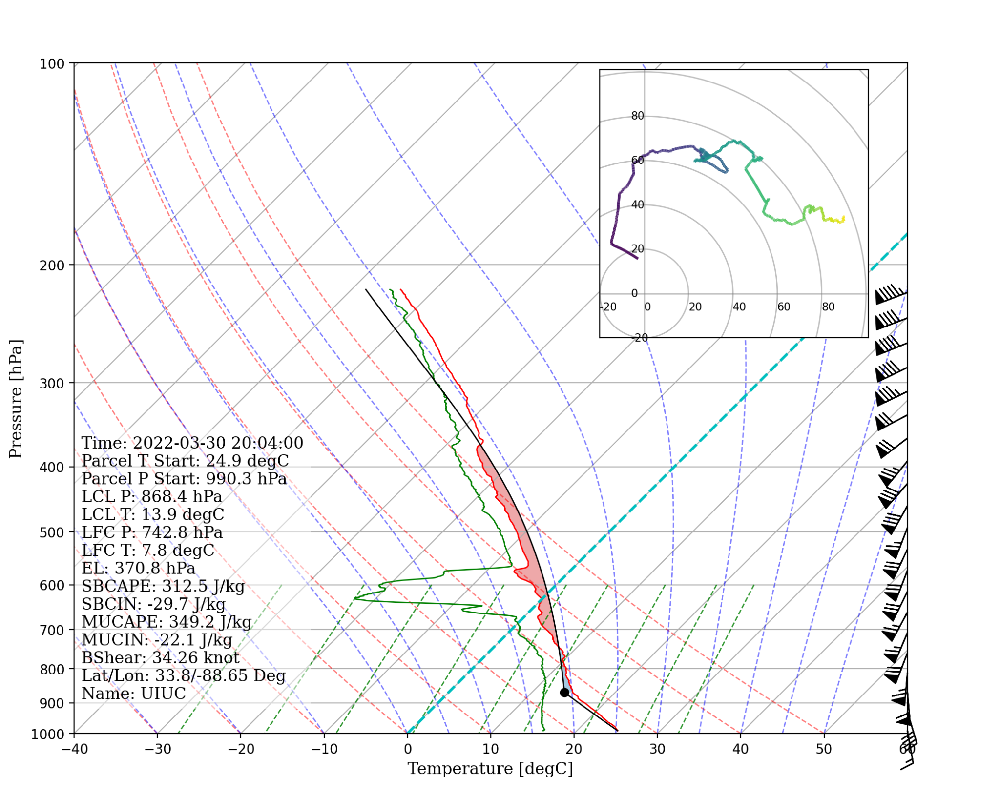 100
200
300
400
500
600
700
800
900
1000
Pressure [hPa]
80
60
40
20
0
-20
-20 0 20 40 60 80
Time: 2022-03-30 20:04:00
Parcel T Start: 24.9 degC
Parcel P Start: 990.3 hPa
LCL P: 868.4 hPa
LCL T: 13.9 degC
LFC P: 742.8 hPa
LFC T: 7.8 degC
EL: 370.8 hPa
SBCAPE: 312.5 J/kg
SBCIN: -29.7 J/kg
MUCAPE: 349.2 J/kg
MUCIN: -22.1 J/kg
BShear: 34.26 knot
Lat/Lon: 33.8/-88.65 Deg
Name: UIUC
−40 −30 −20 −10 0 10 20 30 40 50 60
Temperature [degC]